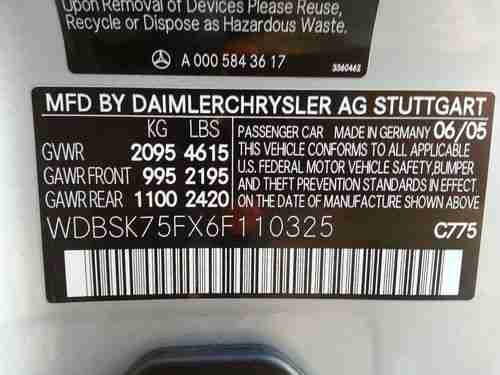 Upon Removal of Devices Please Reuse,
Recycle or Dispose as Hazardous Waste.
A 000 584 36 17
3360462
MFD BY DAIMLERCHRYSLER AG STUTTGART
KG LBS PASSENGER CAR MADE IN GERMANY 06/05
GVWR 2095 4615 THIS VEHICLE CONFORMS TO ALL APPLICABLE
GAWR FRONT 995 2195 U.S. FEDERAL MOTOR VEHICLE SAFETY, BUMPER
AND THEFT PREVENTION STANDARDS IN EFFECT
GAWR REAR 1100 2420 ON THE DATE OF MANUFACTURE SHOWN ABOVE
WDBSK75FX6F110325 C775